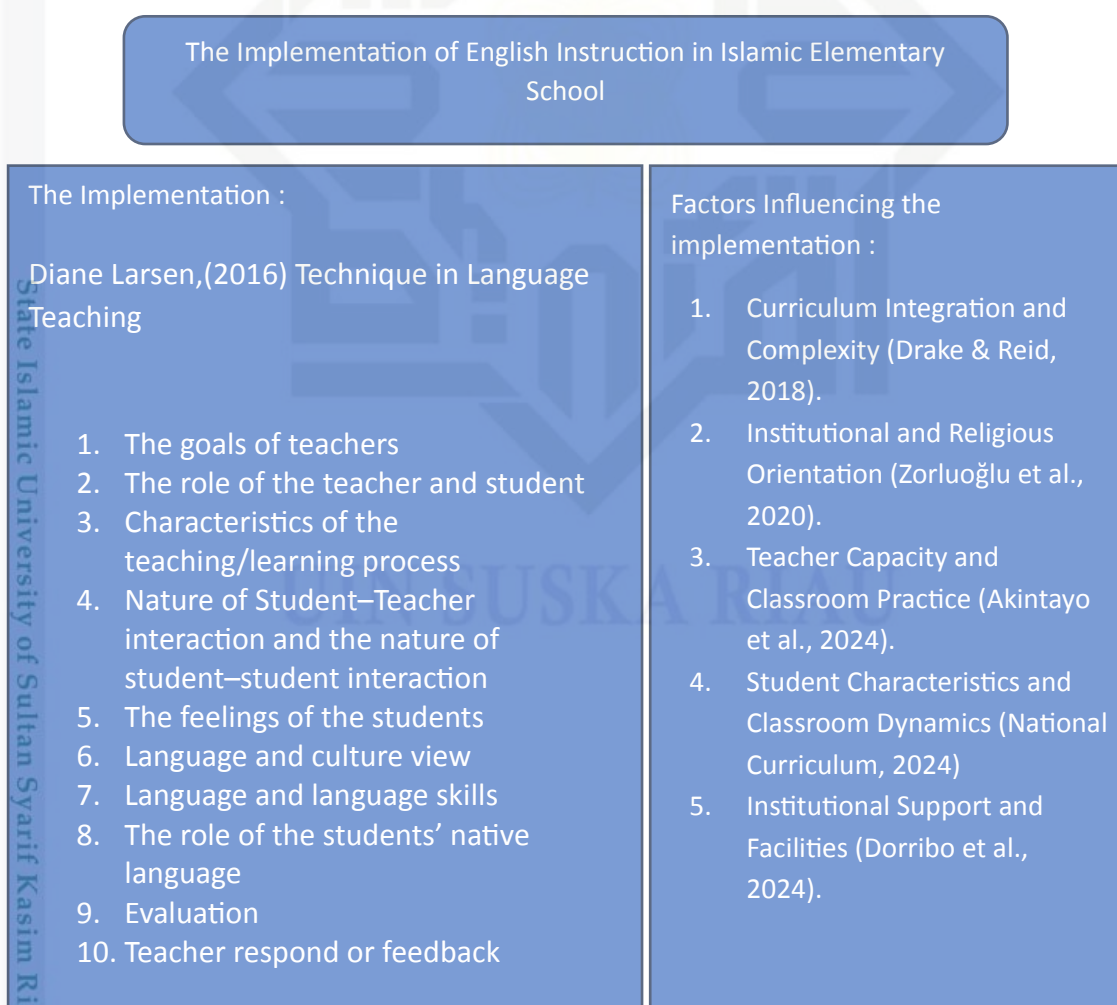 The Implementation of English Instruction in Islamic Elementary
School
The Implementation :
Diane Larsen,(2016) Technique in Language
Teaching
1. The goals of teachers
2. The role of the teacher and student
3. Characteristics of the
teaching/learning process
4. Nature of Student–Teacher
interaction and the nature of
student–student interaction
5. The feelings of the students
6. Language and culture view
7. Language and language skills
8. The role of the students’ native
language
9. Evaluation
10. Teacher respond or feedback
Factors Influencing the
implementation :
1. Curriculum Integration and
Complexity (Drake & Reid,
2018).
2. Institutional and Religious
Orientation (Zorluoğlu et al.,
2020).
3. Teacher Capacity and
Classroom Practice (Akintayo
et al., 2024).
4. Student Characteristics and
Classroom Dynamics (National
Curriculum, 2024)
5. Institutional Support and
Facilities (Dorribo et al.,
2024).
UIN SUSKA RIAU
State Islamic University of Sultan Syarif Kasim Ri